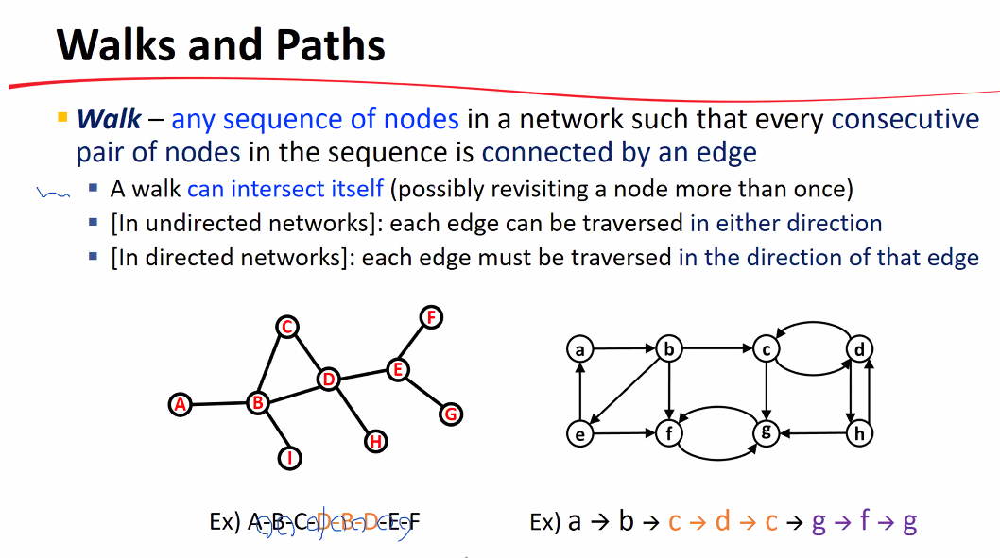 Walks and Paths
Walk – any sequence of nodes in a network such that every consecutive
pair of nodes in the sequence is connected by an edge
A walk can intersect itself (possibly revisiting a node more than once)
[In undirected networks]: each edge can be traversed in either direction
[In directed networks]: each edge must be traversed in the direction of that edge
F
C
a b c d
E
D
A B
G
e f g h
H
I
Ex) A-B-C-D-B-D-E-F
Ex) a → b → c → d → c → g → f → g